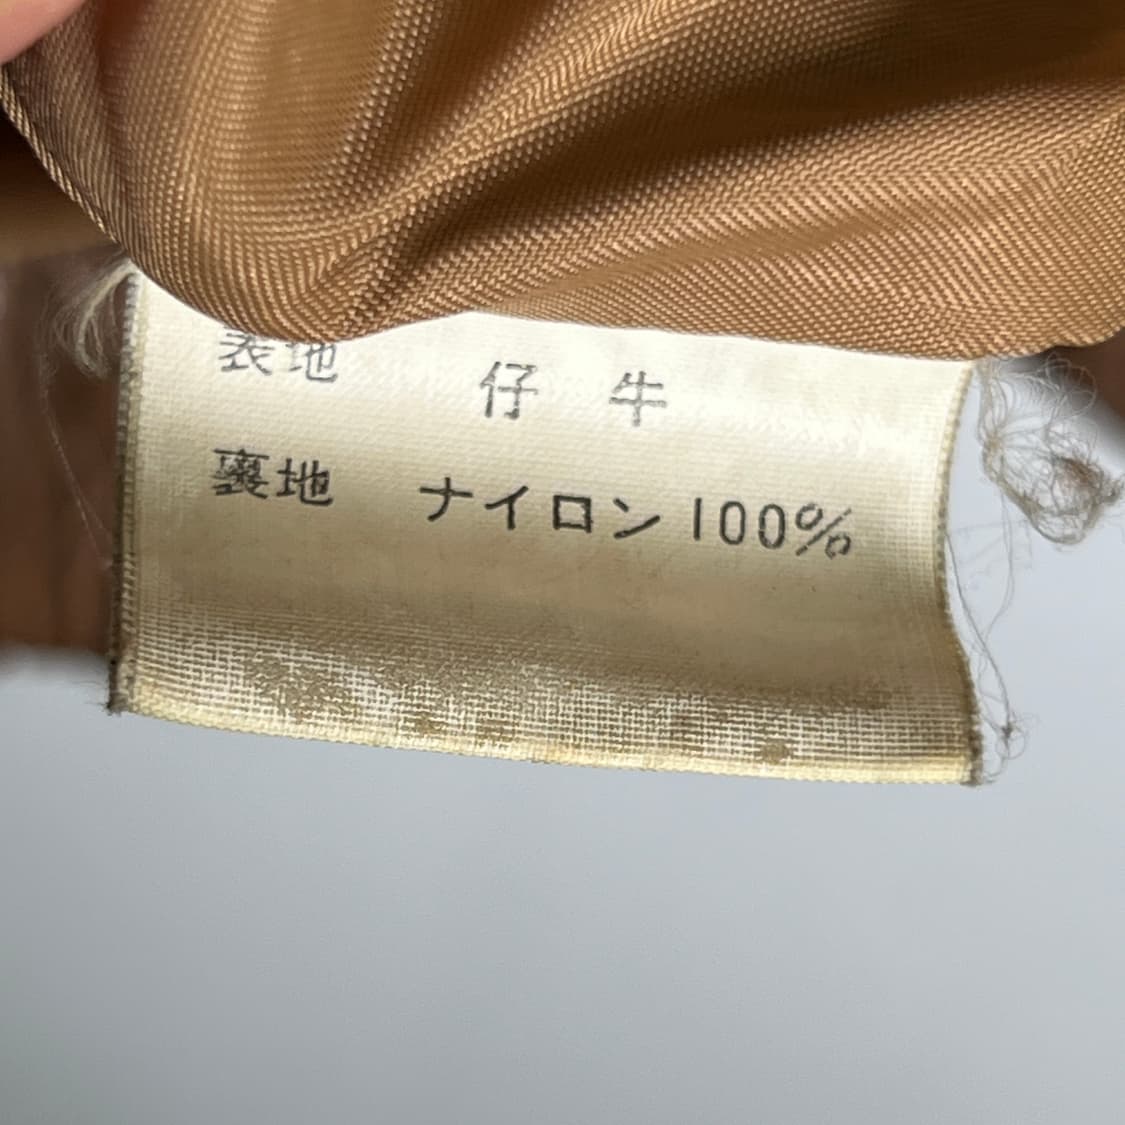 表地 仔牛
裏地 ナイロン100%